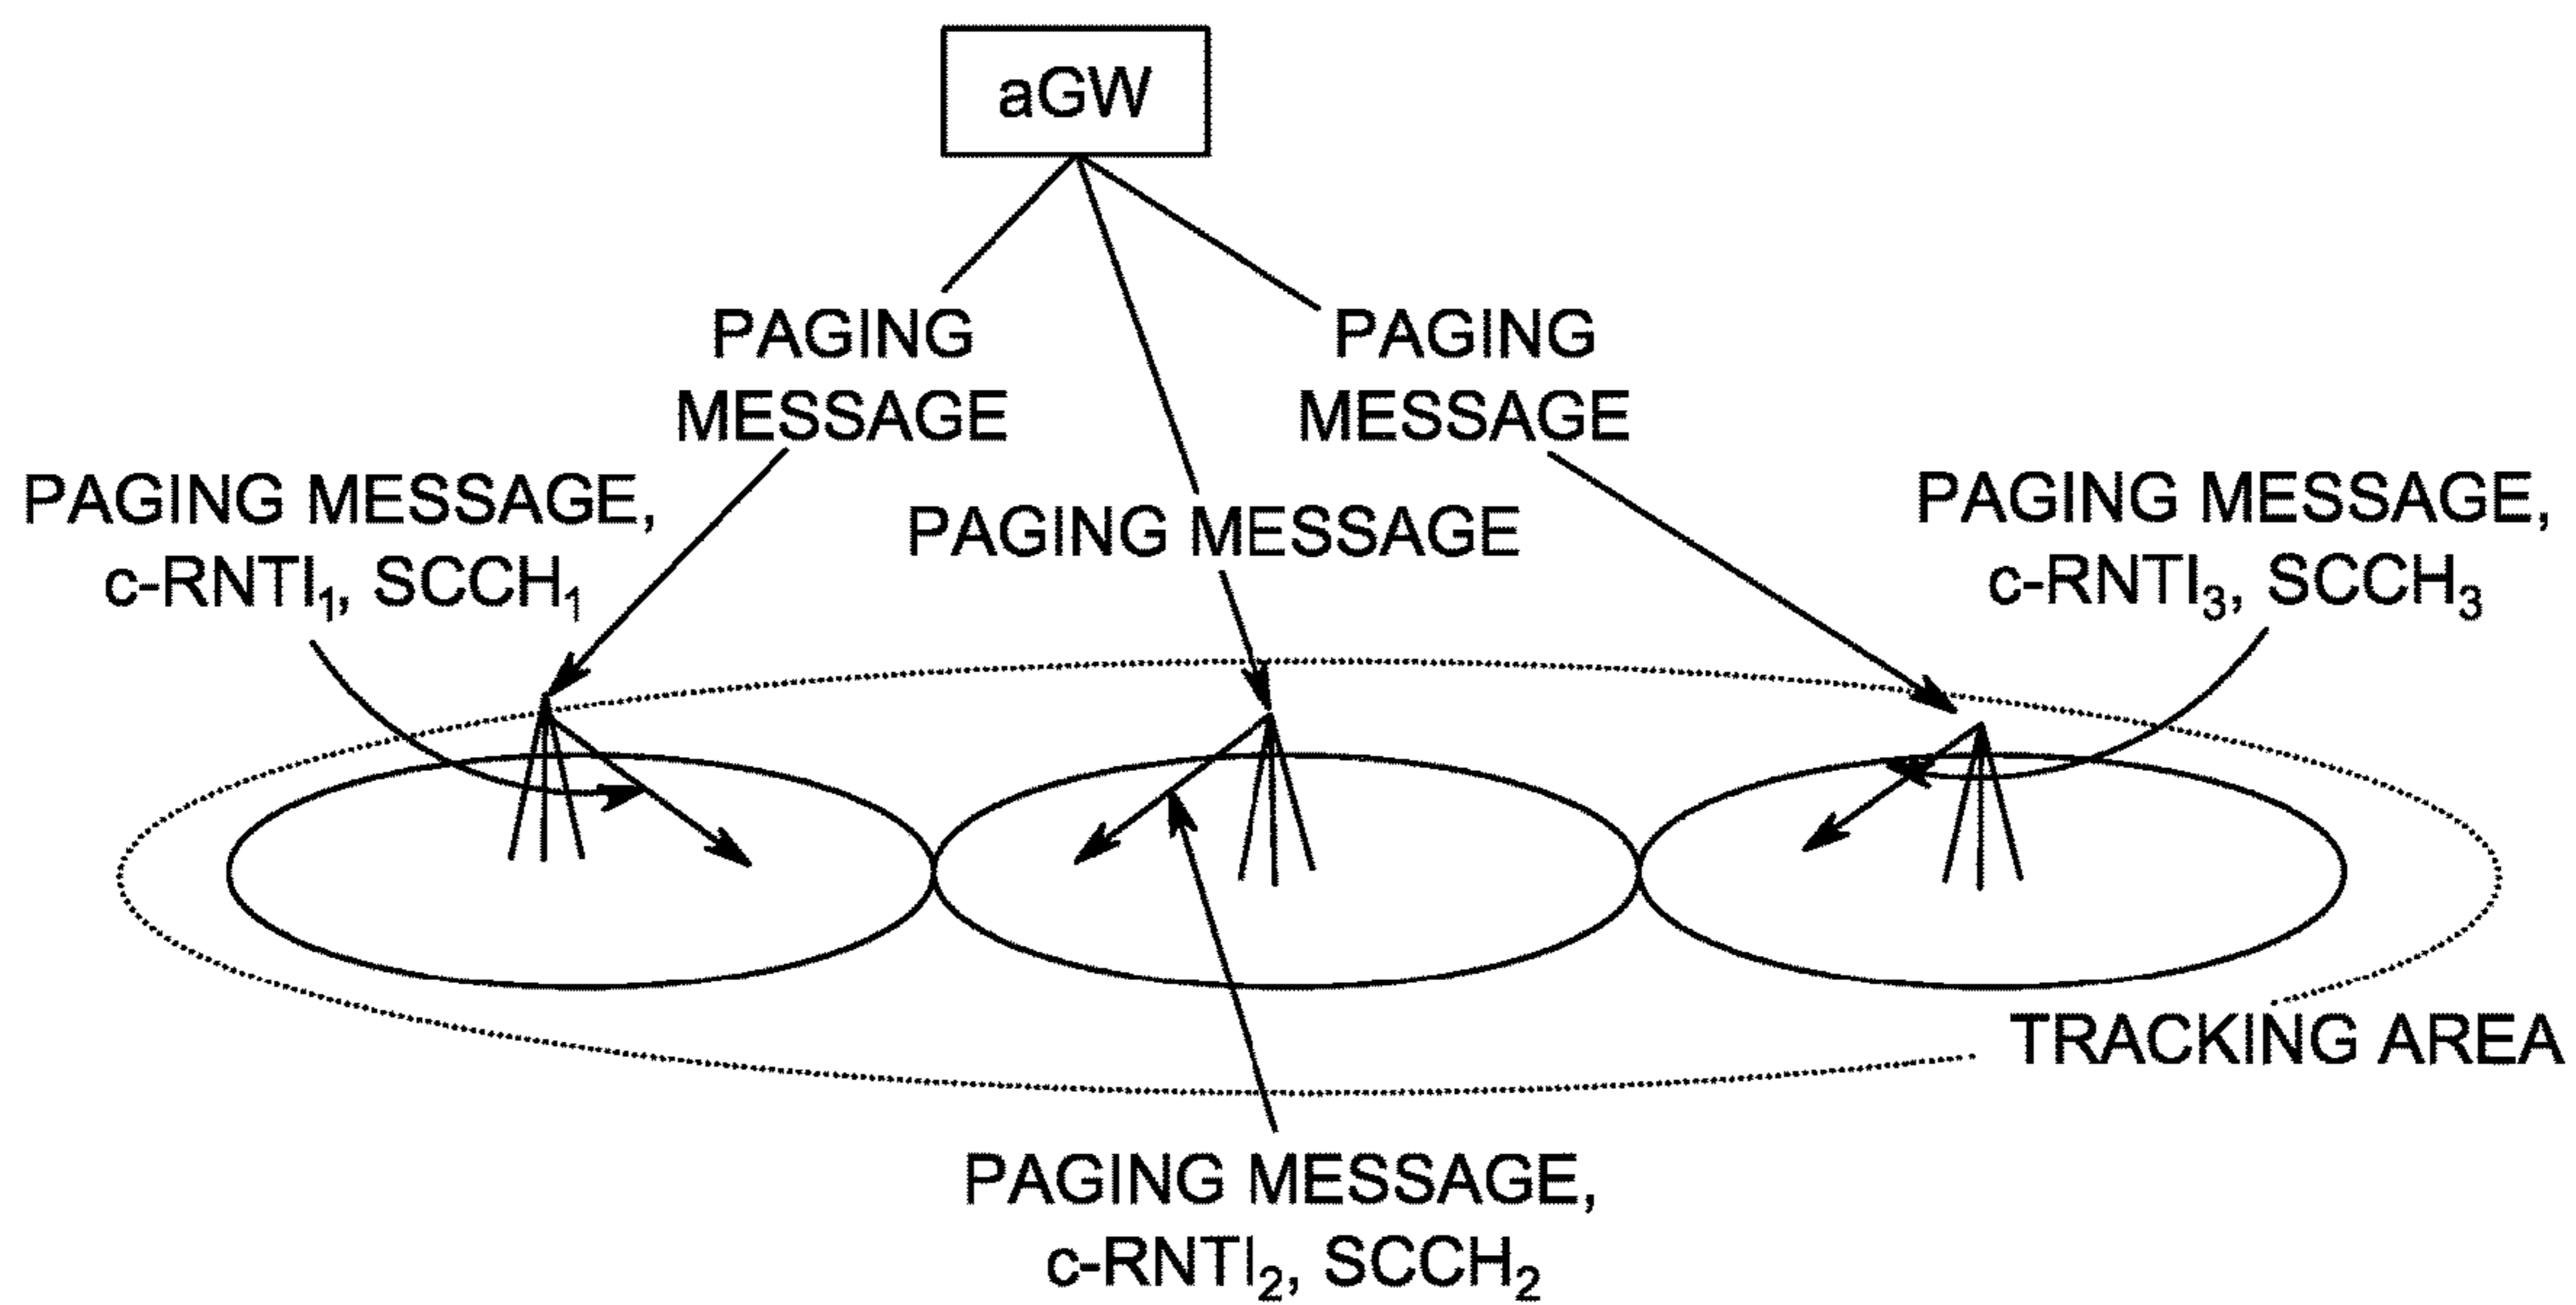 aGW
PAGING
MESSAGE
PAGING
MESSAGE
PAGING MESSAGE,
c-RNTI₁, SCCH₁
PAGING MESSAGE
PAGING MESSAGE,
c-RNTI₃, SCCH₃
TRACKING AREA
PAGING MESSAGE,
c-RNTI₂, SCCH₂